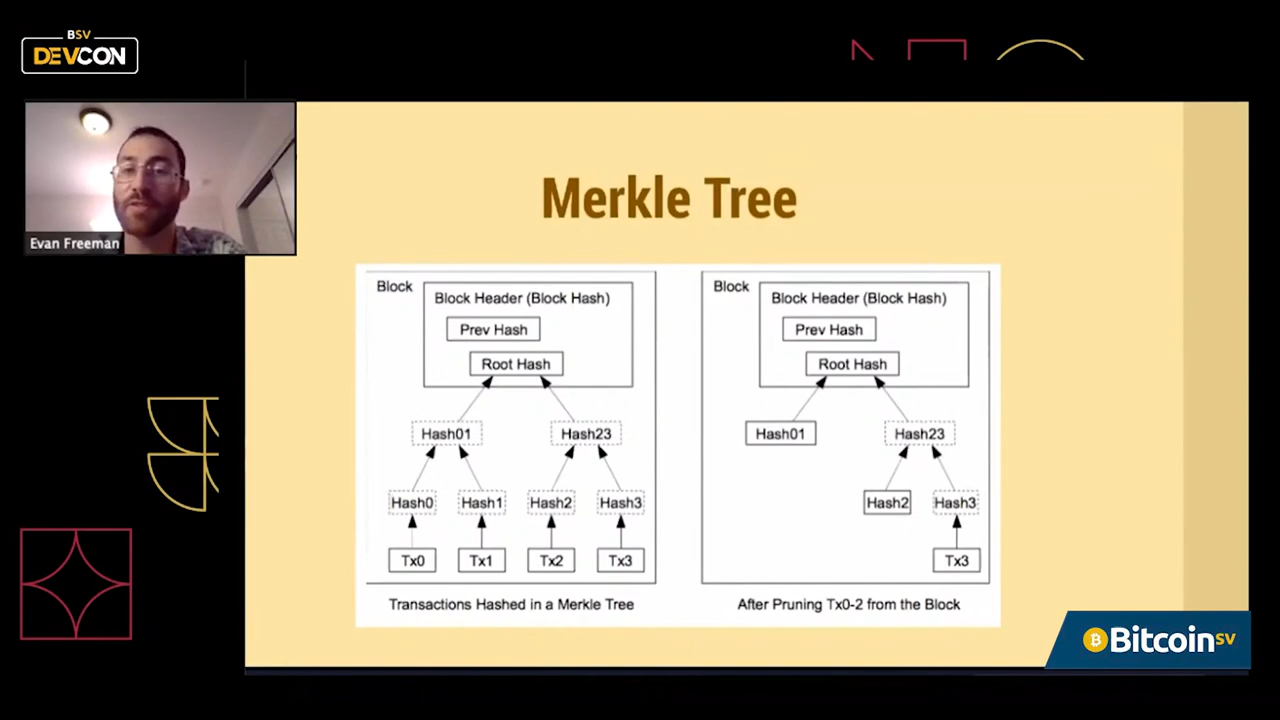 BSV
DEVCON
Evan Freeman
Merkle Tree
Block
Block Header (Block Hash)
Prev Hash
Root Hash
Hash01
Hash23
Hash0
Hash1
Hash2
Hash3
Tx0
Tx1
Tx2
Tx3
Transactions Hashed in a Merkle Tree
Block
Block Header (Block Hash)
Prev Hash
Root Hash
Hash01
Hash23
Hash2
Hash3
Tx3
After Pruning Tx0-2 from the Block
Bitcoin SV